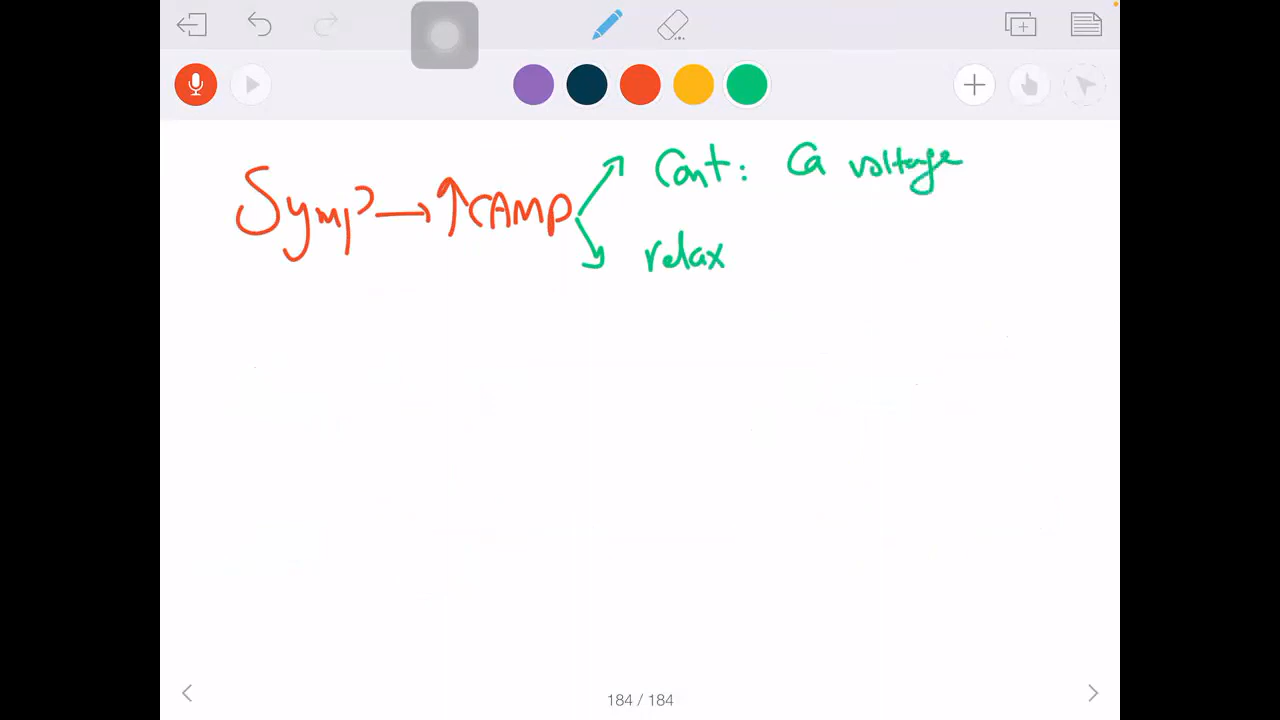 Symp → ↑cAMP
Cont: Ca voltage
relax
184 / 184